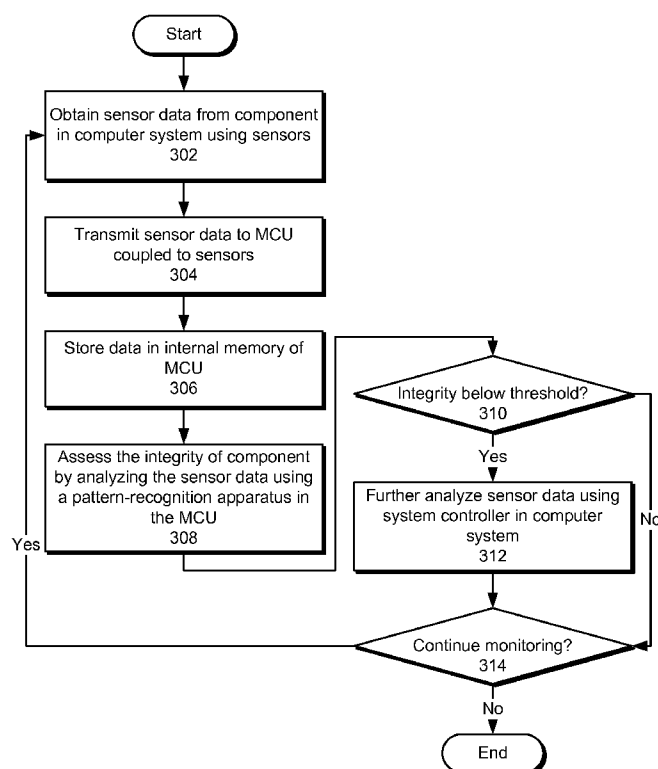 Start
Obtain sensor data from component
in computer system using sensors
302
Transmit sensor data to MCU
coupled to sensors
304
Store data in internal memory of
MCU
306
Assess the integrity of component
by analyzing the sensor data using
a pattern-recognition apparatus in
the MCU
308
Integrity below threshold?
310
Yes
No
Further analyze sensor data using
system controller in computer
system
312
Continue monitoring?
314
Yes
No
End